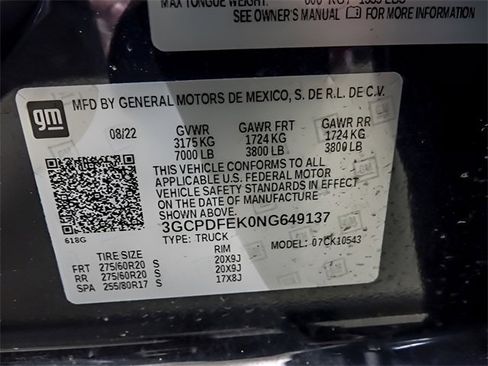 MAX TONGUE WEIGHT:
SEE OWNER'S MANUAL FOR MORE INFORMATION
gm
MFD BY GENERAL MOTORS DE MEXICO, S. DE R.L. DE C.V.
08/22 GVWR GAWR FRT GAWR RR
3175 KG 1724 KG 1724 KG
7000 LB 3800 LB 3800 LB
THIS VEHICLE CONFORMS TO ALL
APPLICABLE U.S. FEDERAL MOTOR
VEHICLE SAFETY STANDARDS IN EFFECT
ON THE DATE OF MANUFACTURE
SHOWN ABOVE.
3GCPDFEK0NG649137
618G
TYPE: TRUCK MODEL: 07CK10543
TIRE SIZE RIM
FRT 275/60R20 S 20X9J
RR 275/60R20 S 20X9J
SPA 255/80R17 S 17X8J